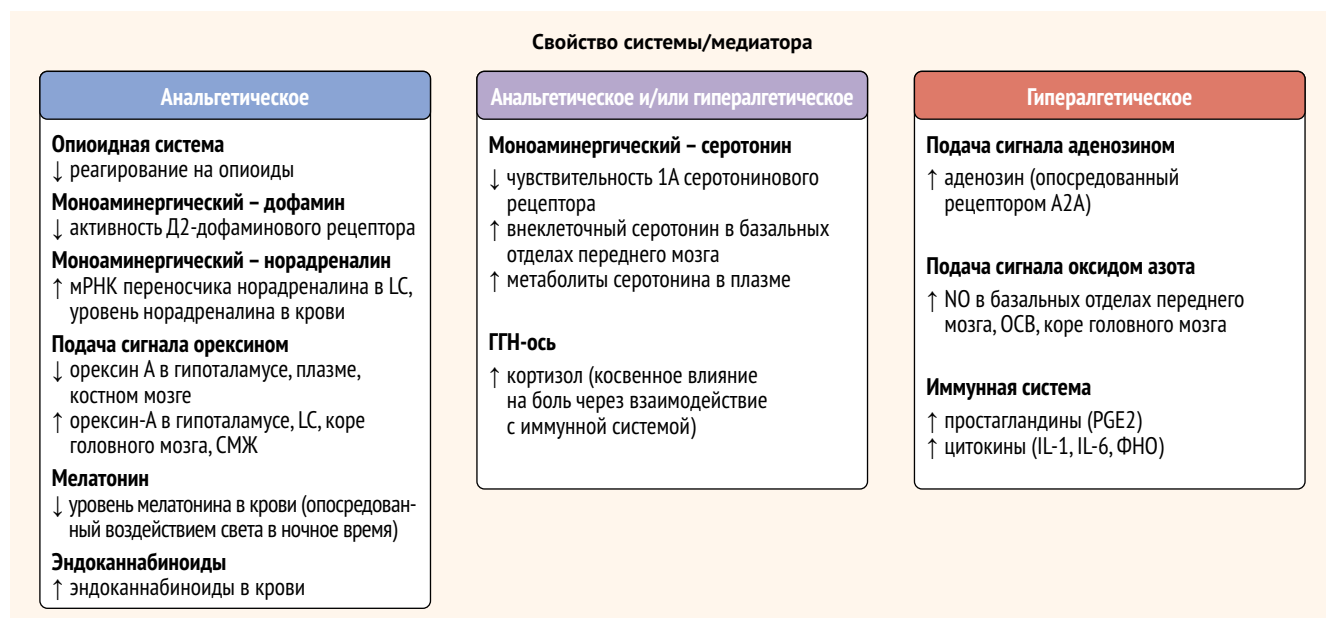 Свойство системы/медиатора
Анальгетическое
Опиоидная система
↓ реагирование на опиоиды
Моноаминергический – дофамин
↓ активность Д2-дофаминового рецептора
Моноаминергический – норадреналин
↑ мРНК переносчика норадреналина в LC,
уровень норадреналина в крови
Подача сигнала орексином
↓ орексин А в гипоталамусе, плазме,
костном мозге
↑ орексин-А в гипоталамусе, LC, коре
головного мозга, СМЖ
Мелатонин
↓ уровень мелатонина в крови (опосредован-
ный воздействием света в ночное время)
Эндоканнабиноиды
↑ эндоканнабиноиды в крови
Анальгетическое и/или гипералгетическое
Моноаминергический – серотонин
↓ чувствительность 1А серотонинового
рецептора
↑ внеклеточный серотонин в базальных
отделах переднего мозга
↑ метаболиты серотонина в плазме
ГГН-ось
↑ кортизол (косвенное влияние
на боль через взаимодействие
с иммунной системой)
Гипералгетическое
Подача сигнала аденозином
↑ аденозин (опосредованный
рецептором А2А)
Подача сигнала оксидом азота
↑ NO в базальных отделах переднего
мозга, ОСВ, коре головного мозга
Иммунная система
↑ простагландины (PGE2)
↑ цитокины (IL-1, IL-6, ФНО)